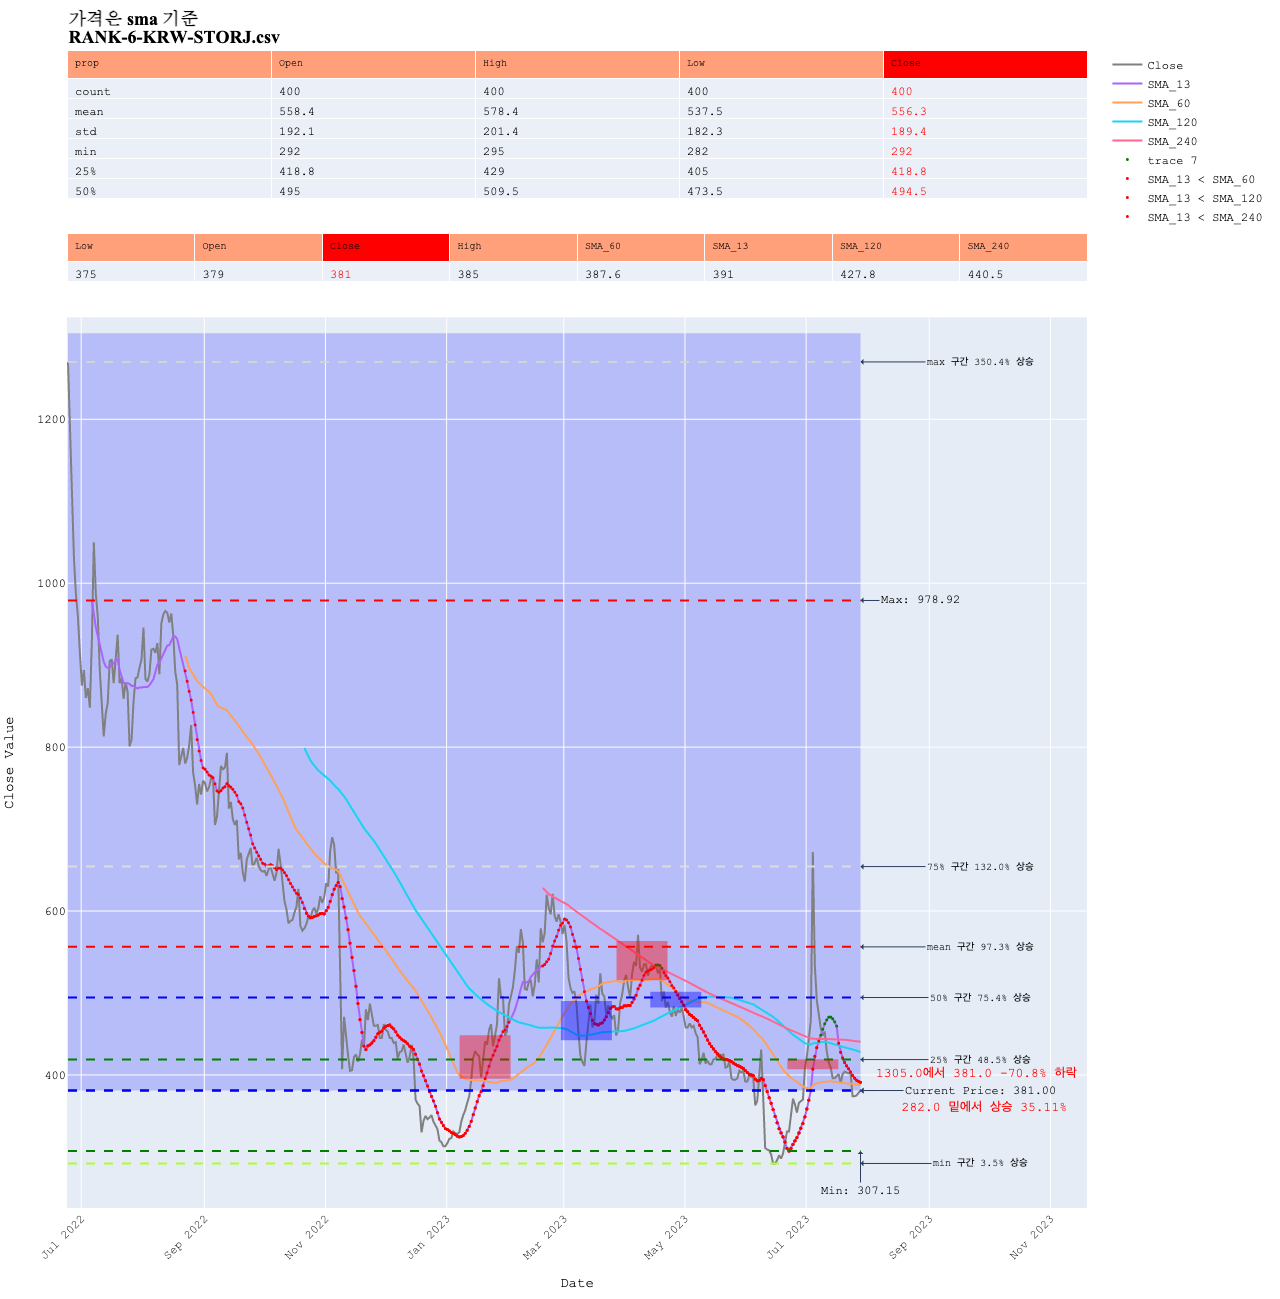 가격은 sma 기준
RANK-6-KRW-STORJ.csv
prop Open High Low Close
count 400 400 400 400
mean 558.4 578.4 537.5 556.3
std 192.1 201.4 182.3 189.4
min 292 295 282 292
25% 418.8 429 405 418.8
50% 495 509.5 473.5 494.5
Low Open Close High SMA_60 SMA_13 SMA_120 SMA_240
375 379 381 385 387.6 391 427.8 440.5
Close
SMA_13
SMA_60
SMA_120
SMA_240
trace 7
SMA_13 < SMA_60
SMA_13 < SMA_120
SMA_13 < SMA_240
max 구간 350.4% 상승
Max: 978.92
75% 구간 132.0% 상승
mean 구간 97.3% 상승
50% 구간 75.4% 상승
25% 구간 48.5% 상승
1305.0에서 381.0 -70.8% 하락
Current Price: 381.00
282.0 밑에서 상승 35.11%
min 구간 3.5% 상승
Min: 307.15
Close Value
1200
1000
800
600
400
Jul 2022
Sep 2022
Nov 2022
Jan 2023
Mar 2023
May 2023
Jul 2023
Sep 2023
Nov 2023
Date